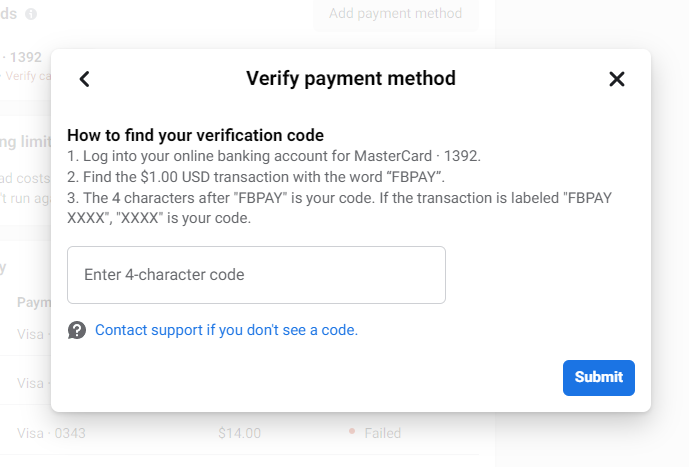 ds
Add payment method
· 1392
Verify ca
Verify payment method
How to find your verification code
1. Log into your online banking account for MasterCard · 1392.
2. Find the $1.00 USD transaction with the word “FBPAY”.
3. The 4 characters after "FBPAY" is your code. If the transaction is labeled "FBPAY
XXXX", "XXXX" is your code.
ng limit
ad costs
't run aga
Enter 4-character code
y
Paym
Contact support if you don't see a code.
Visa ·
Submit
Visa ·
Visa · 0343 $14.00 Failed